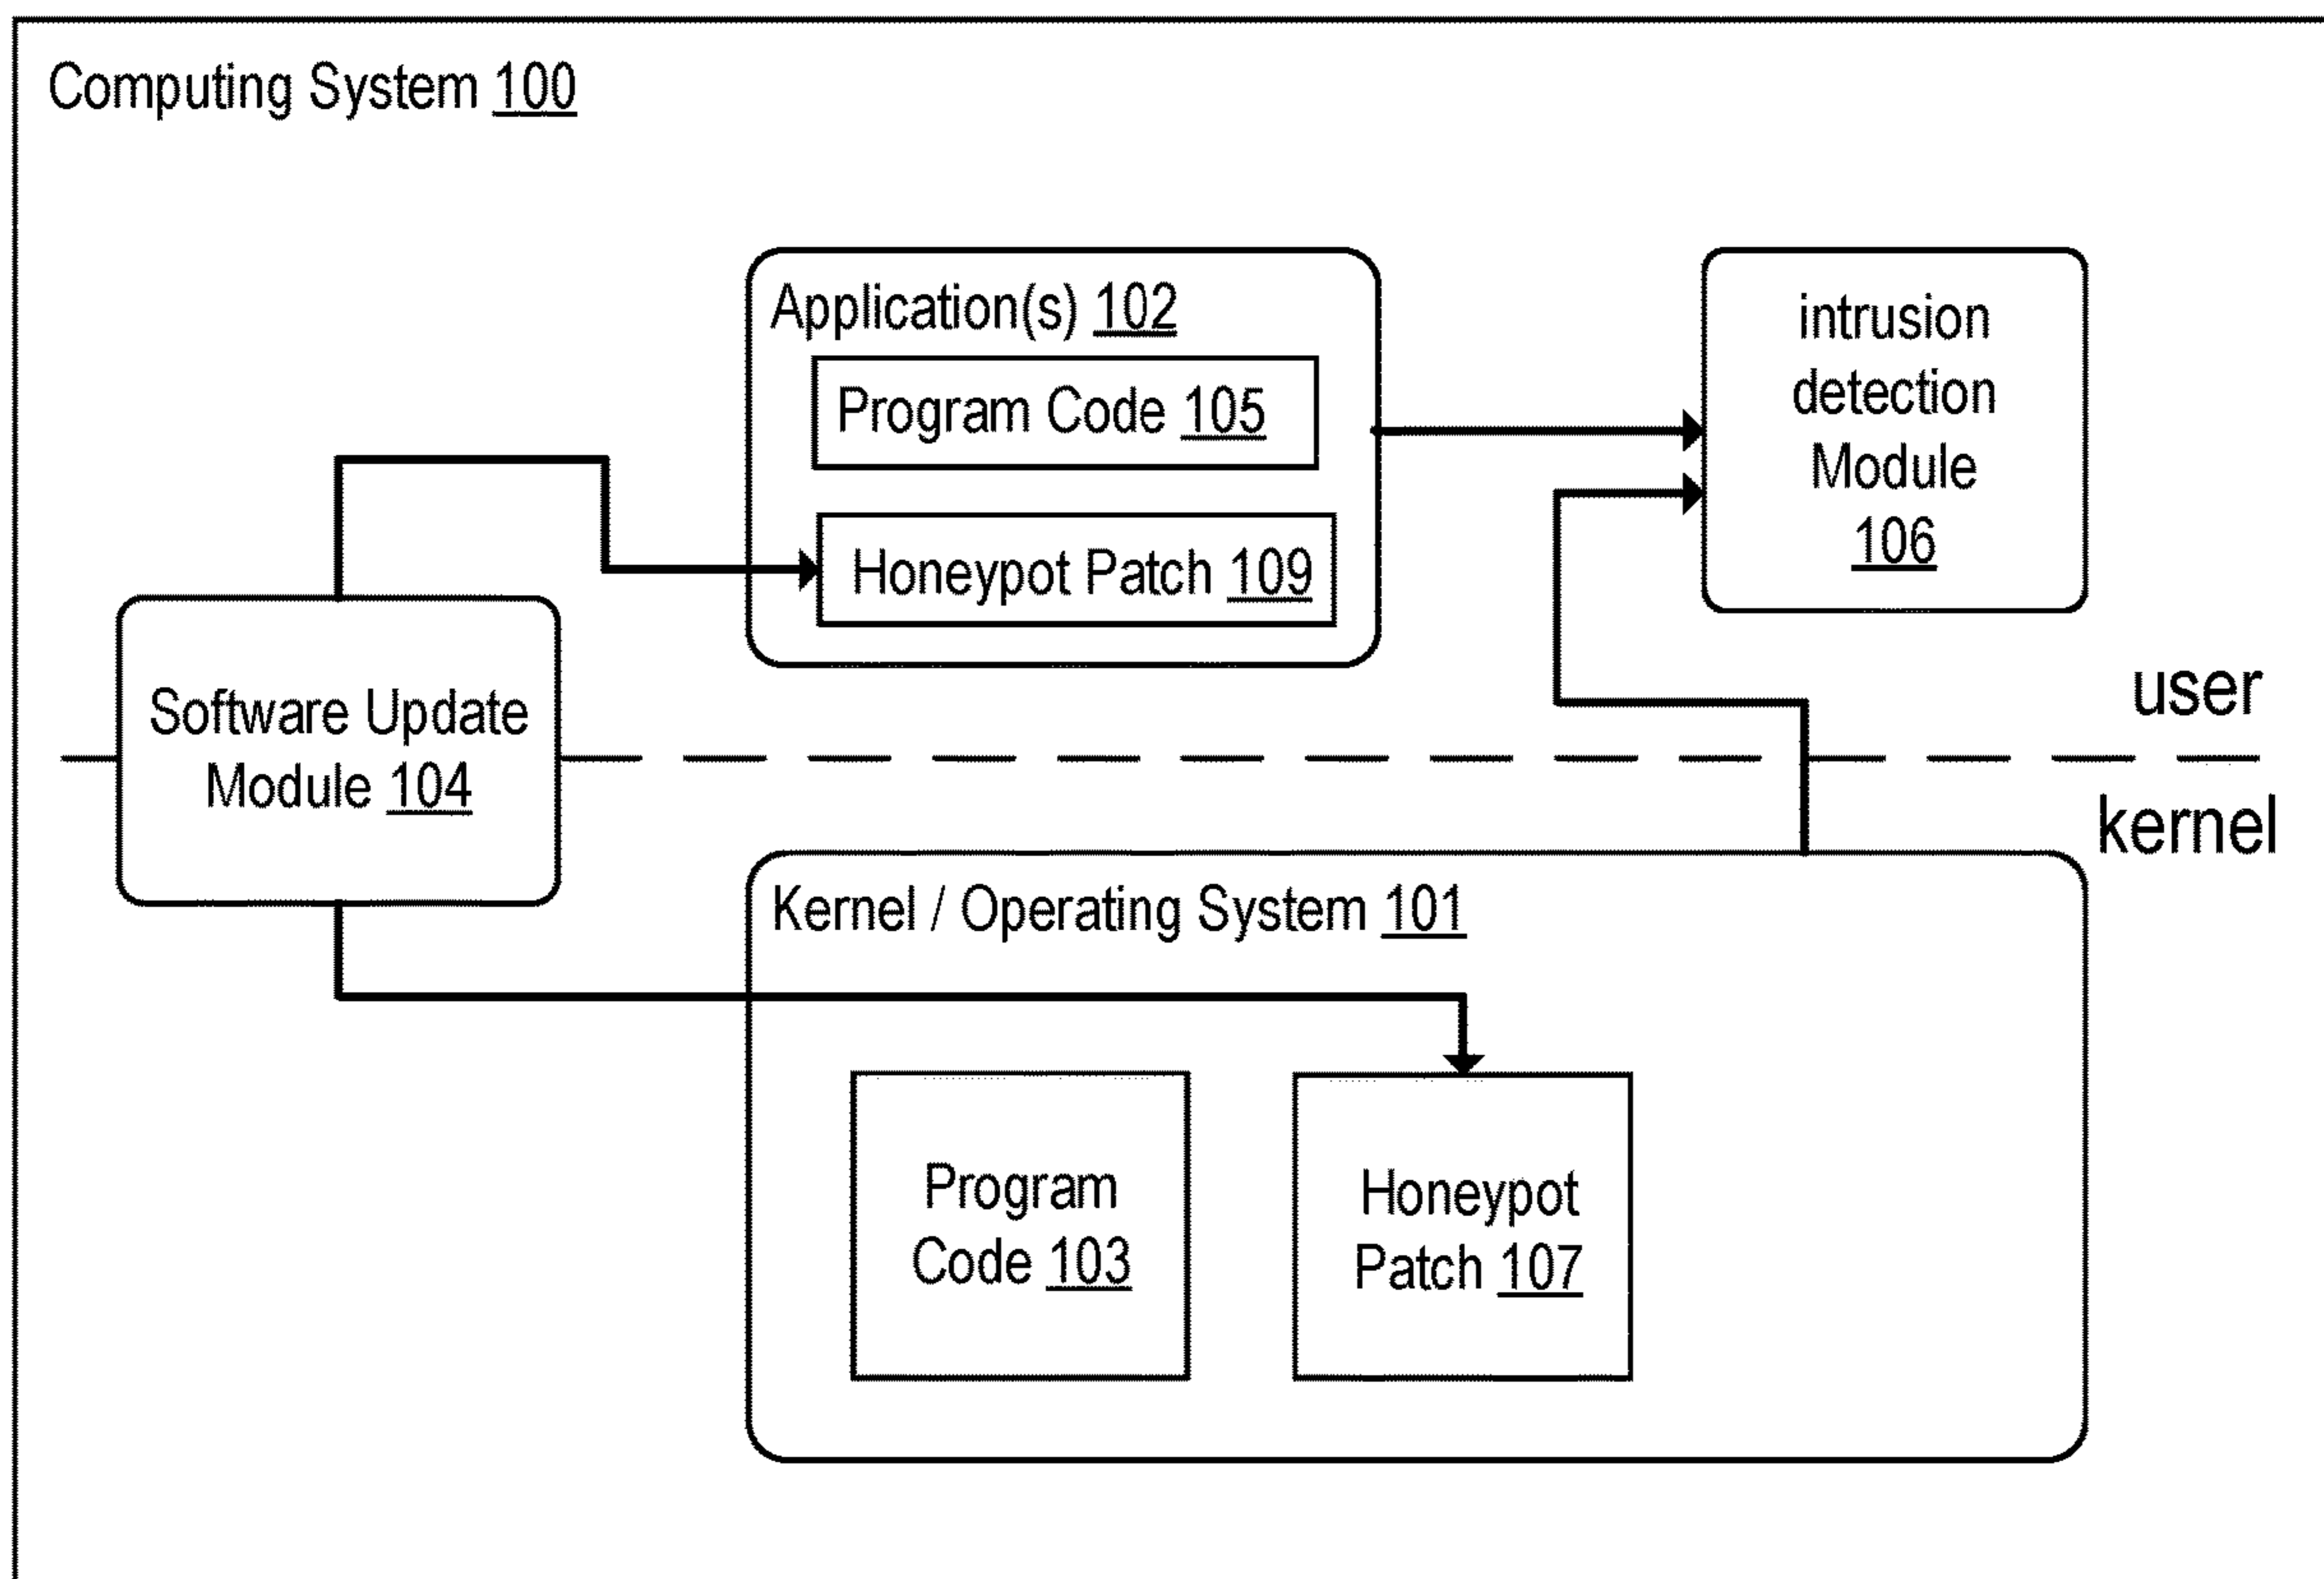 Computing System 100
Application(s) 102
Program Code 105
Honeypot Patch 109
intrusion
detection
Module
106
Software Update
Module 104
user
kernel
Kernel / Operating System 101
Program
Code 103
Honeypot
Patch 107